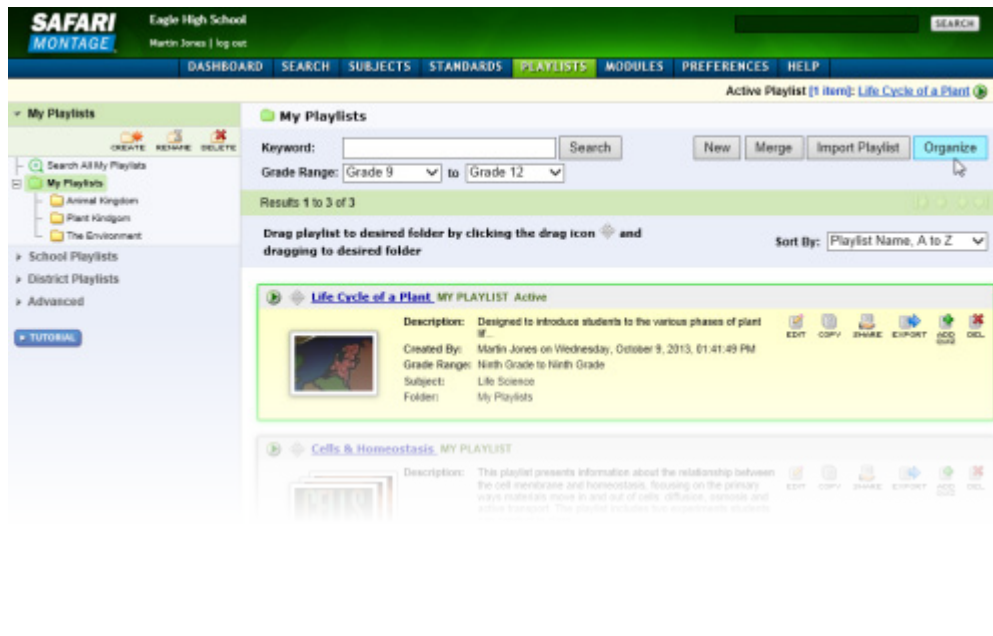 SAFARI
MONTAGE
Eagle High School
Martin Jones | log out
SEARCH
DASHBOARD SEARCH SUBJECTS STANDARDS PLAYLISTS MODULES PREFERENCES HELP
Active Playlist [1 item]: Life Cycle of a Plant
My Playlists
CREATE RENAME DELETE
Search All My Playlists
My Playlists
Animal Kingdom
Plant Kindgom
The Environment
School Playlists
District Playlists
Advanced
TUTORIAL
My Playlists
Keyword: Search New Merge Import Playlist Organize
Grade Range: Grade 9 to Grade 12
Results 1 to 3 of 3
Drag playlist to desired folder by clicking the drag icon and
dragging to desired folder
Sort By: Playlist Name, A to Z
Life Cycle of a Plant MY PLAYLIST Active
Description: Designed to introduce students to the various phases of plant
lif...
Created By: Martin Jones on Wednesday, October 9, 2013, 01:41:49 PM
Grade Range: Ninth Grade to Ninth Grade
Subject: Life Science
Folder: My Playlists
EDIT COPY SHARE EXPORT ADD QUIZ DEL.
Cells & Homeostasis MY PLAYLIST
Description: This playlist presents information about the relationship between
the cell membrane and homeostasis, focusing on the primary
ways materials move in and out of cells: diffusion, osmosis and
active transport. The playlist includes two experiments students
EDIT COPY SHARE EXPORT ADD QUIZ DEL.
CELLS